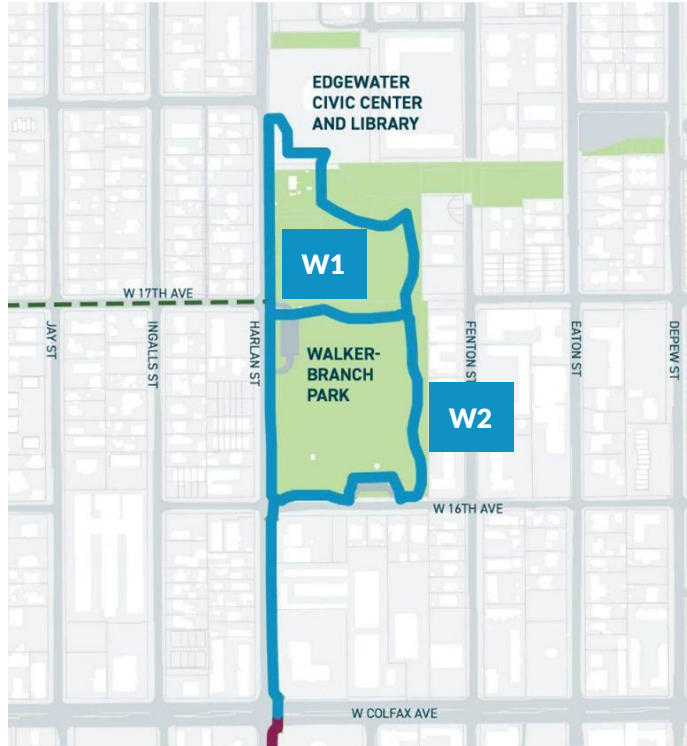 EDGEWATER
CIVIC CENTER
AND LIBRARY
W1
W 17TH AVE
JAY ST
INGALLS ST
HARLAN ST
WALKER-
BRANCH
PARK
FENTON ST
EATON ST
DEPEW ST
W2
W 16TH AVE
W COLFAX AVE